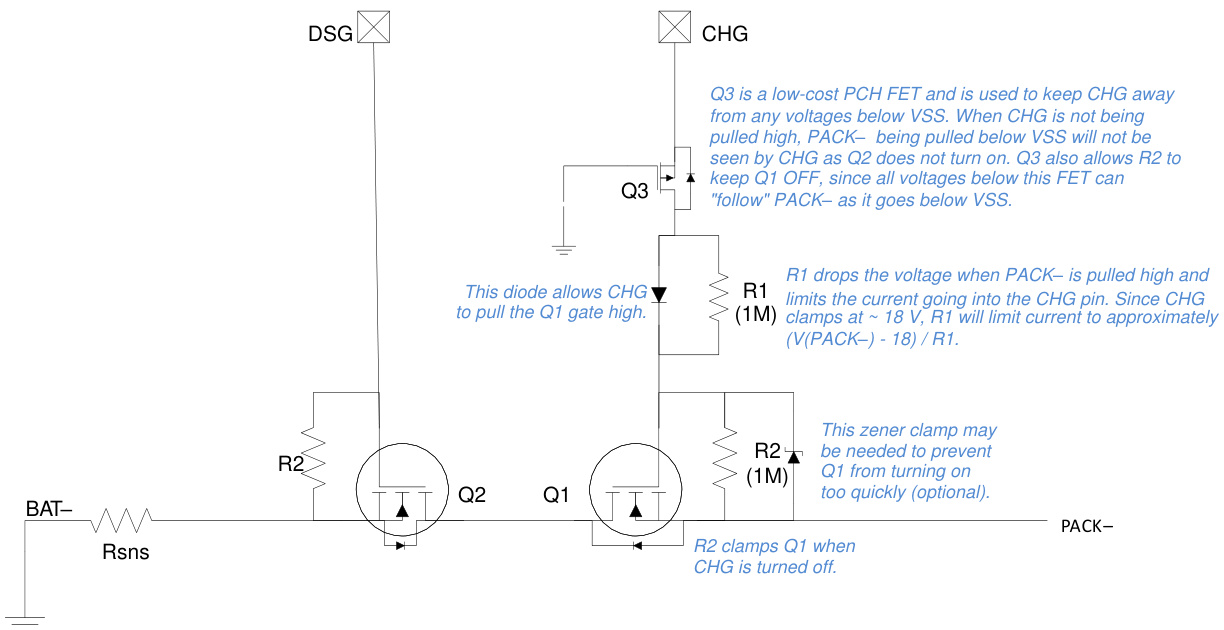 DSG
CHG
Q3 is a low-cost PCH FET and is used to keep CHG away
from any voltages below VSS. When CHG is not being
pulled high, PACK– being pulled below VSS will not be
seen by CHG as Q2 does not turn on. Q3 also allows R2 to
keep Q1 OFF, since all voltages below this FET can
"follow" PACK– as it goes below VSS.
Q3
This diode allows CHG
to pull the Q1 gate high.
R1
(1M)
R1 drops the voltage when PACK– is pulled high and
limits the current going into the CHG pin. Since CHG
clamps at ~ 18 V, R1 will limit current to approximately
(V(PACK–) - 18) / R1.
R2
Q2
Q1
R2
(1M)
This zener clamp may
be needed to prevent
Q1 from turning on
too quickly (optional).
BAT–
Rsns
PACK–
R2 clamps Q1 when
CHG is turned off.